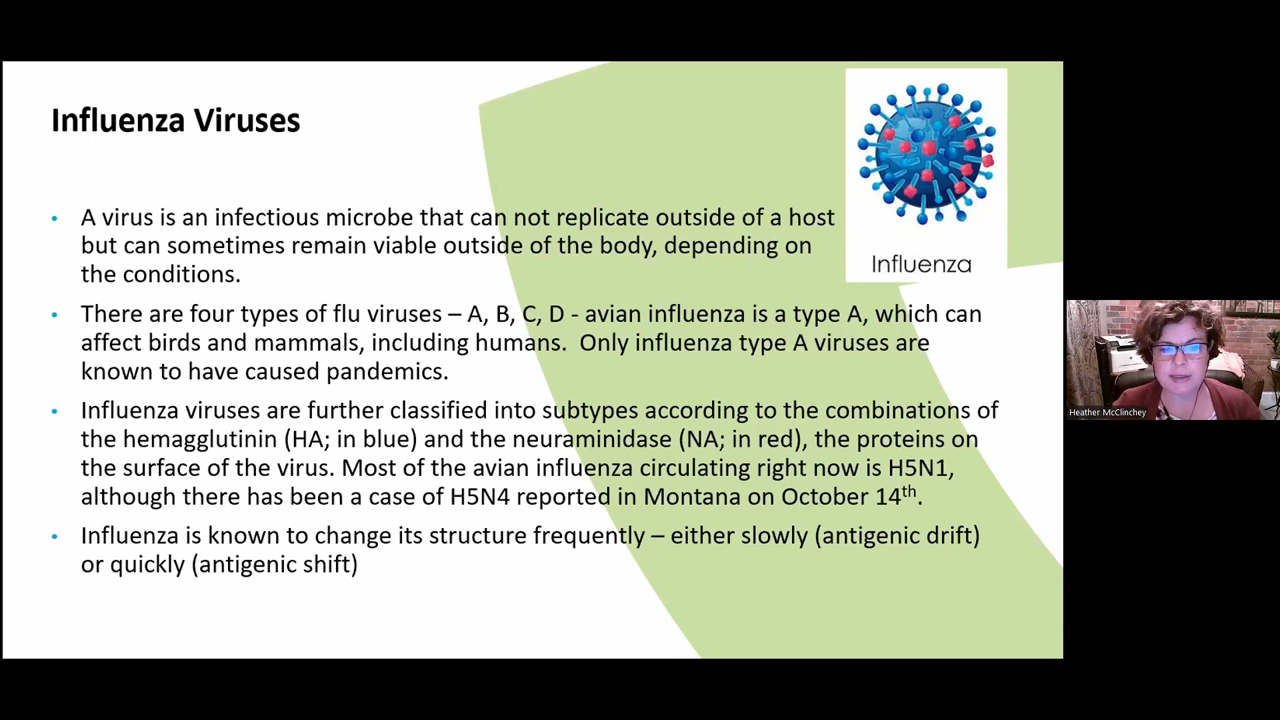 Influenza Viruses
Influenza
• A virus is an infectious microbe that can not replicate outside of a host
but can sometimes remain viable outside of the body, depending on
the conditions.
• There are four types of flu viruses – A, B, C, D - avian influenza is a type A, which can
affect birds and mammals, including humans.  Only influenza type A viruses are
known to have caused pandemics.
• Influenza viruses are further classified into subtypes according to the combinations of
the hemagglutinin (HA; in blue) and the neuraminidase (NA; in red), the proteins on
the surface of the virus. Most of the avian influenza circulating right now is H5N1,
although there has been a case of H5N4 reported in Montana on October 14th.
• Influenza is known to change its structure frequently – either slowly (antigenic drift)
or quickly (antigenic shift)
Heather McClinchey